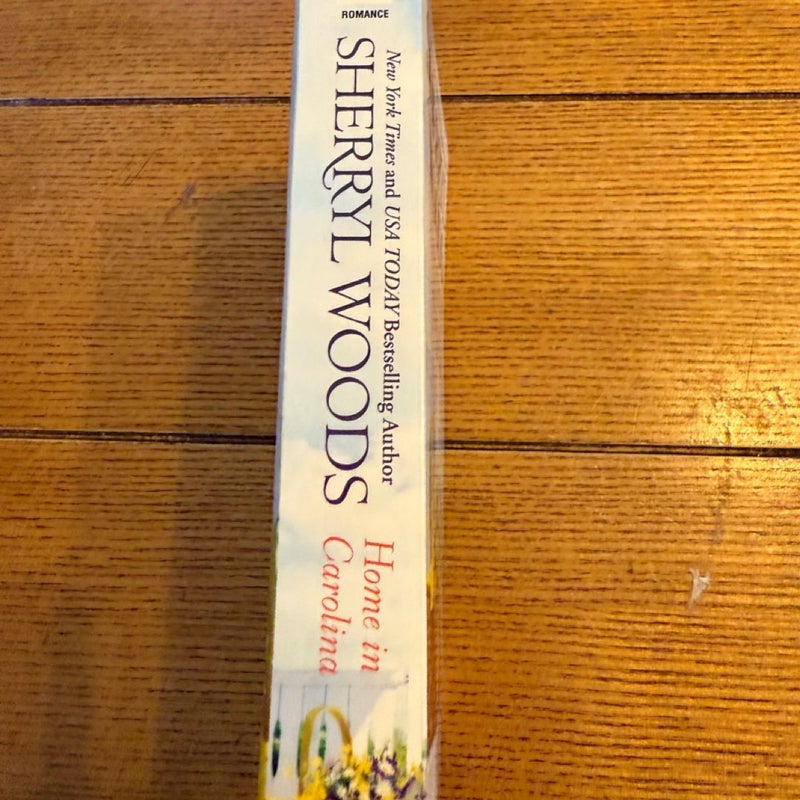 ROMANCE
New York Times and USA TODAY Bestselling Author
SHERRYL WOODS
Home in
Carolina